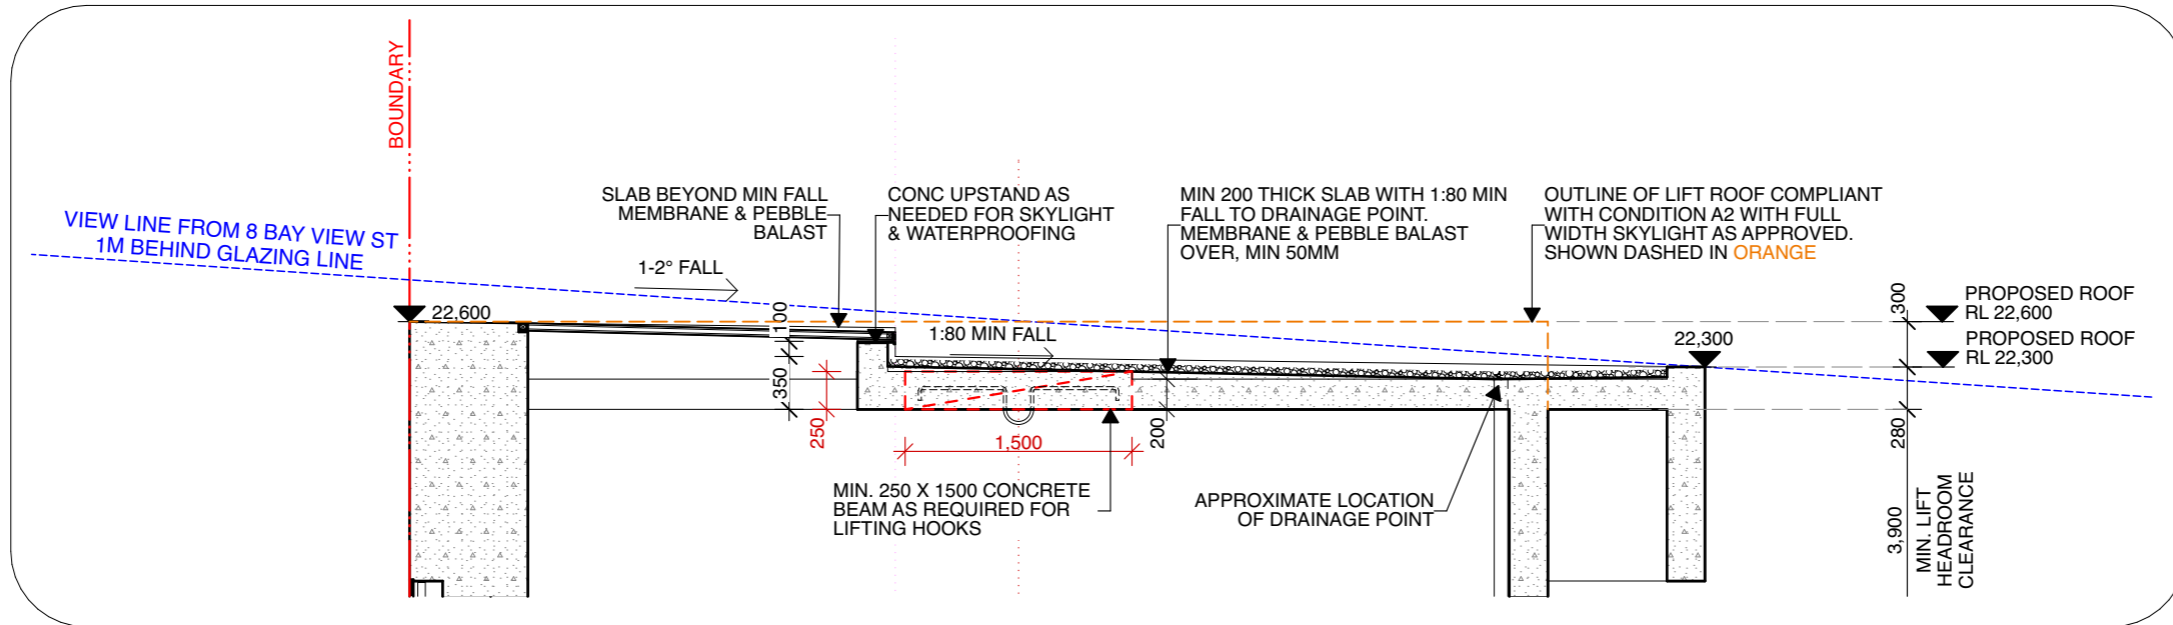 BOUNDARY
VIEW LINE FROM 8 BAY VIEW ST
1M BEHIND GLAZING LINE
SLAB BEYOND MIN FALL
MEMBRANE & PEBBLE
BALAST
CONC UPSTAND AS
NEEDED FOR SKYLIGHT
& WATERPROOFING
MIN 200 THICK SLAB WITH 1:80 MIN
FALL TO DRAINAGE POINT.
MEMBRANE & PEBBLE BALAST
OVER, MIN 50MM
OUTLINE OF LIFT ROOF COMPLIANT
WITH CONDITION A2 WITH FULL
WIDTH SKYLIGHT AS APPROVED.
SHOWN DASHED IN ORANGE
1-2° FALL
22,600
100
1:80 MIN FALL
22,300
300
PROPOSED ROOF
RL 22,600
PROPOSED ROOF
RL 22,300
350
250
1,500
200
280
MIN. 250 X 1500 CONCRETE
BEAM AS REQUIRED FOR
LIFTING HOOKS
APPROXIMATE LOCATION
OF DRAINAGE POINT
3,900
MIN. LIFT
HEADROOM
CLEARANCE